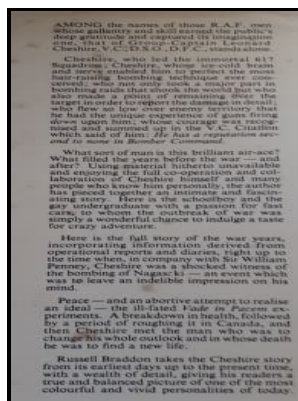 AMONG the names of those R.A.F. men
whose gallantry and skill earned the public's
deep gratitude and captured its imagination
one, that of Group-Captain Leonard
Cheshire, V.C., D.S.O., D.F.C., stands alone.
Cheshire, who led the immortal 617
Squadron; Cheshire, whose icy-cold brain
and nerve enabled him to perfect the most
hair-raising bombing technique ever con-
ceived; who not only took a major part in
bombing raids that shook the world but who
also made a point of remaining over the
target in order to report the damage in detail;
who flew so low over enemy territory that
he had the unique experience of guns firing
down upon him; whose courage was recog-
nised and summed up in the V.C. Citation
which said of him: He has a reputation sec-
ond to none in Bomber Command.
What sort of man is this brilliant air-ace?
What filled the years before the war — and
after? Using material hitherto unavailable
and enjoying the full co-operation and col-
laboration of Cheshire himself and many
people who know him personally, the author
has pieced together an intimate and fascin-
ating story. Here is the schoolboy and the
gay undergraduate with a passion for fast
cars, to whom the outbreak of war was
simply a wonderful chance to indulge a taste
for crazy adventure.
Here is the full story of the war years,
incorporating information derived from
operational reports and diaries, right up to
the time when, in company with Sir William
Penney, Cheshire was a shocked witness of
the bombing of Nagasaki — an event which
was to leave an indelible impression on his
mind.
Peace — and an abortive attempt to realise
an ideal — the ill-fated Vade in Pacem ex-
periments. A breakdown in health, followed
by a period of roughing it in Canada, and
then Cheshire met the man who was to
change his whole outlook and in whose death
he was to find a new life.
Russell Braddon takes the Cheshire story
from its earliest days up to the present time,
with a wealth of detail, giving his readers a
true and balanced picture of one of the most
colourful and vivid personalities of today.